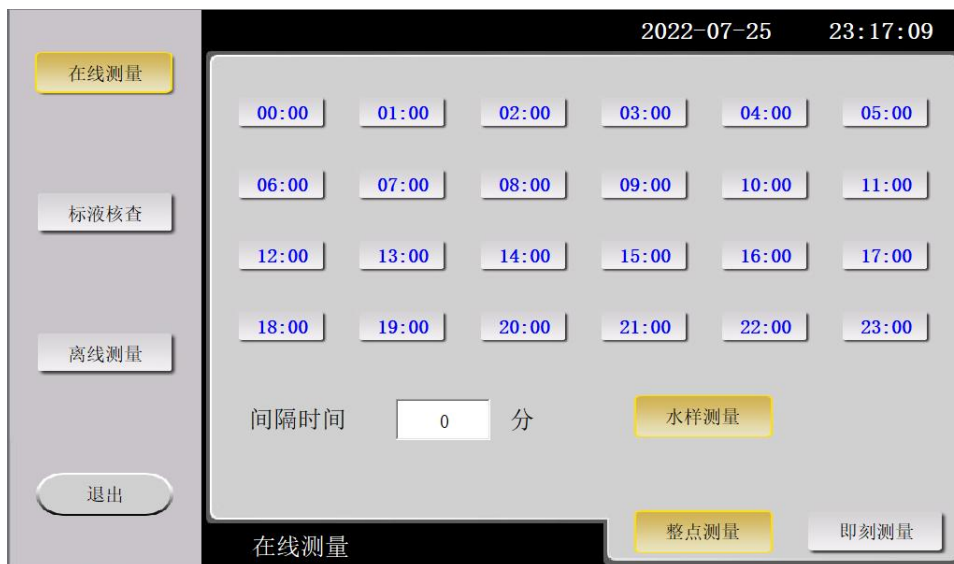 2022-07-25 23:17:09
在线测量
标液核查
离线测量
退出
00:00 01:00 02:00 03:00 04:00 05:00
06:00 07:00 08:00 09:00 10:00 11:00
12:00 13:00 14:00 15:00 16:00 17:00
18:00 19:00 20:00 21:00 22:00 23:00
间隔时间 0 分 水样测量
在线测量 整点测量 即刻测量